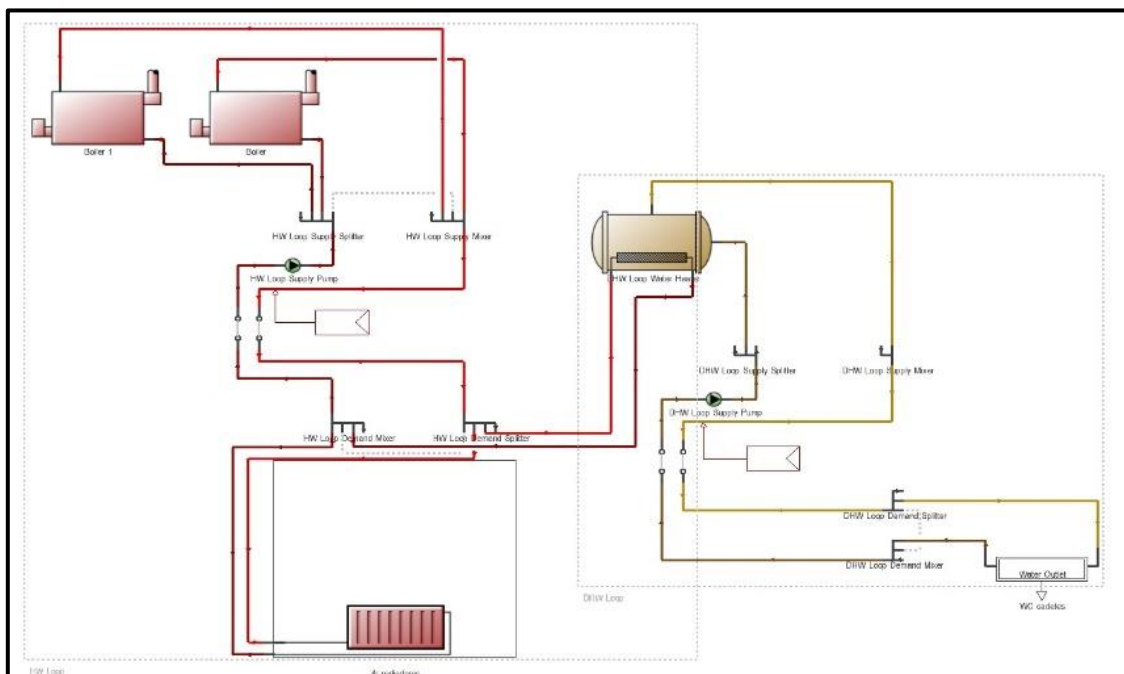 Boiler 1
Boiler
HW Loop Supply Splitter
HW Loop Supply Mixer
HW Loop Supply Pump
HW Loop Demand Mixer
HW Loop Demand Splitter
HW Loop
DHW Loop Water Heater
DHW Loop Supply Splitter
DHW Loop Supply Mixer
DHW Loop Supply Pump
DHW Loop Demand Splitter
DHW Loop Demand Mixer
Water Outlet
WC
DHW Loop